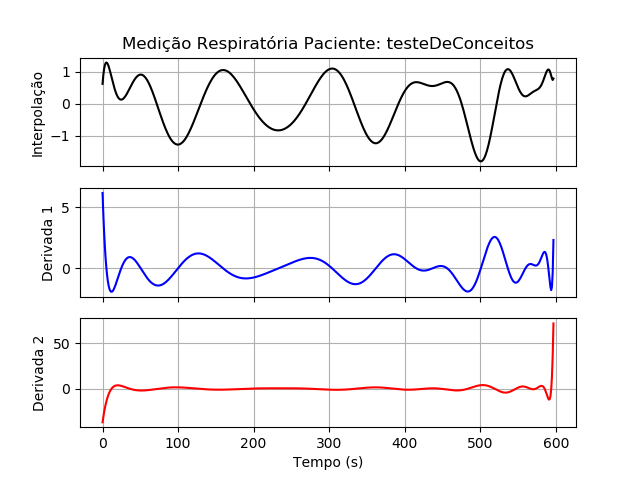 Medição Respiratória Paciente: testeDeConceitos
1
0
−1
Interpolação
5
0
Derivada 1
50
0
Derivada 2
0 100 200 300 400 500 600
Tempo (s)